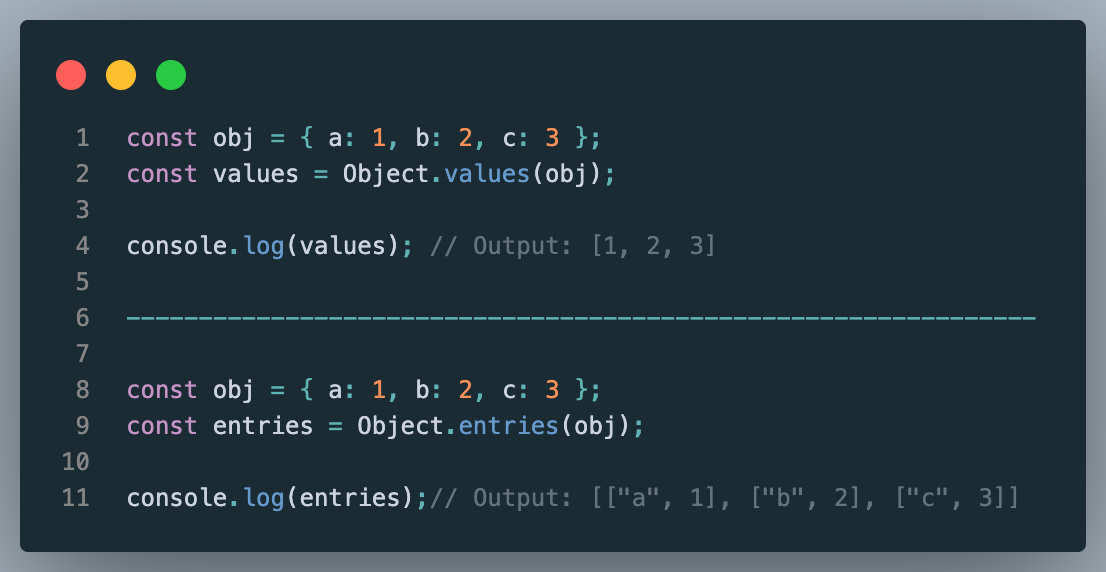 1 const obj = { a: 1, b: 2, c: 3 };
2 const values = Object.values(obj);
3
4 console.log(values); // Output: [1, 2, 3]
5
6 ---------------------------------------------------------------
7
8 const obj = { a: 1, b: 2, c: 3 };
9 const entries = Object.entries(obj);
10
11 console.log(entries);// Output: [["a", 1], ["b", 2], ["c", 3]]